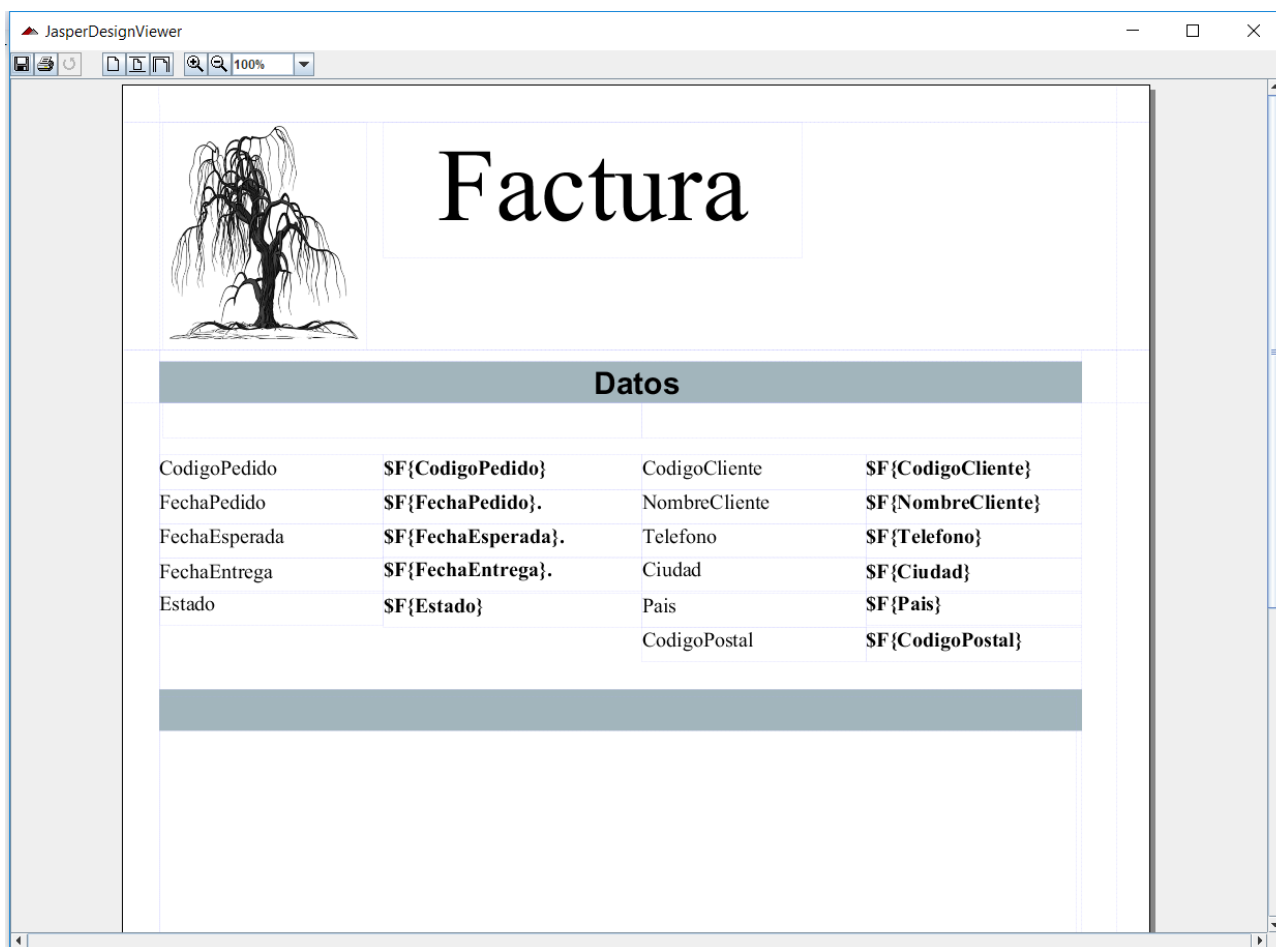 JasperDesignViewer
100%
Factura
Datos
CodigoPedido $F{CodigoPedido} CodigoCliente $F{CodigoCliente}
FechaPedido $F{FechaPedido}. NombreCliente $F{NombreCliente}
FechaEsperada $F{FechaEsperada}. Telefono $F{Telefono}
FechaEntrega $F{FechaEntrega}. Ciudad $F{Ciudad}
Estado $F{Estado} Pais $F{Pais}
CodigoPostal $F{CodigoPostal}